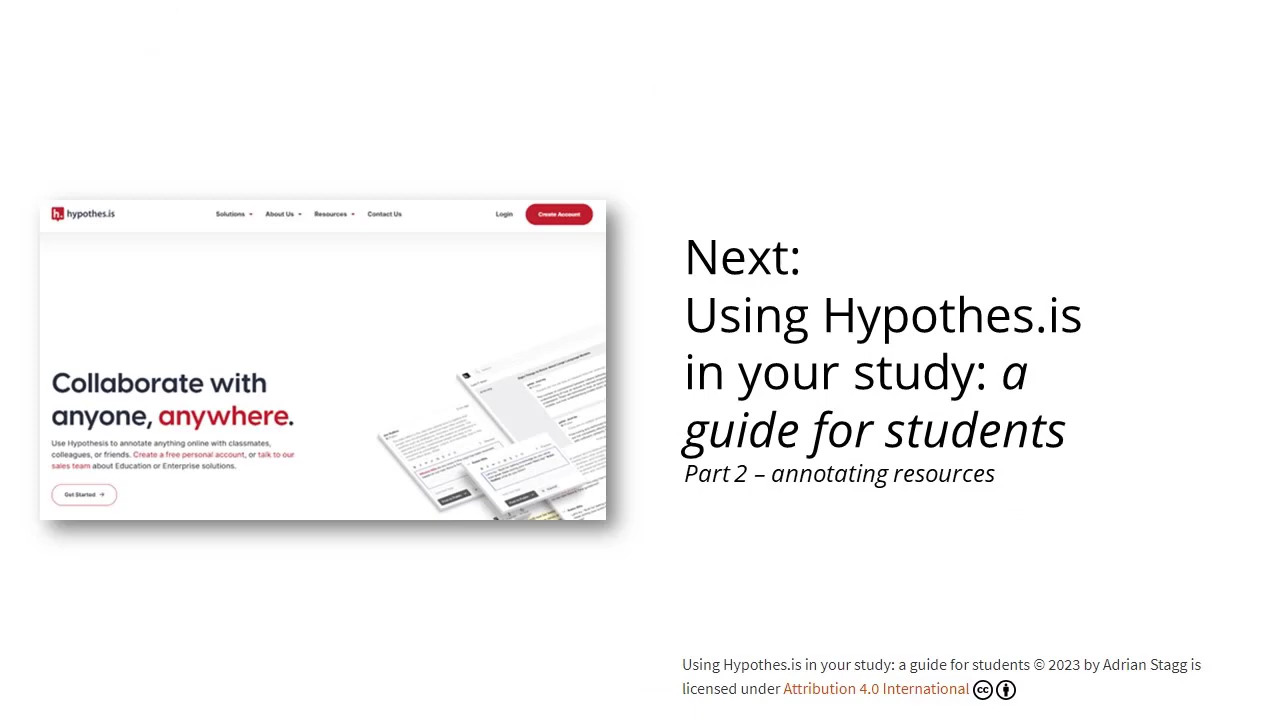 hypothes.is
Solutions About Us Resources Contact Us Login Create Account
Collaborate with
anyone, anywhere.
Use Hypothesis to annotate anything online with classmates,
colleagues, or friends. Create a free personal account, or talk to our
sales team about Education or Enterprise solutions.
Get Started →
Next:
Using Hypothes.is
in your study: a
guide for students
Part 2 – annotating resources
Using Hypothes.is in your study: a guide for students © 2023 by Adrian Stagg is
licensed under Attribution 4.0 International